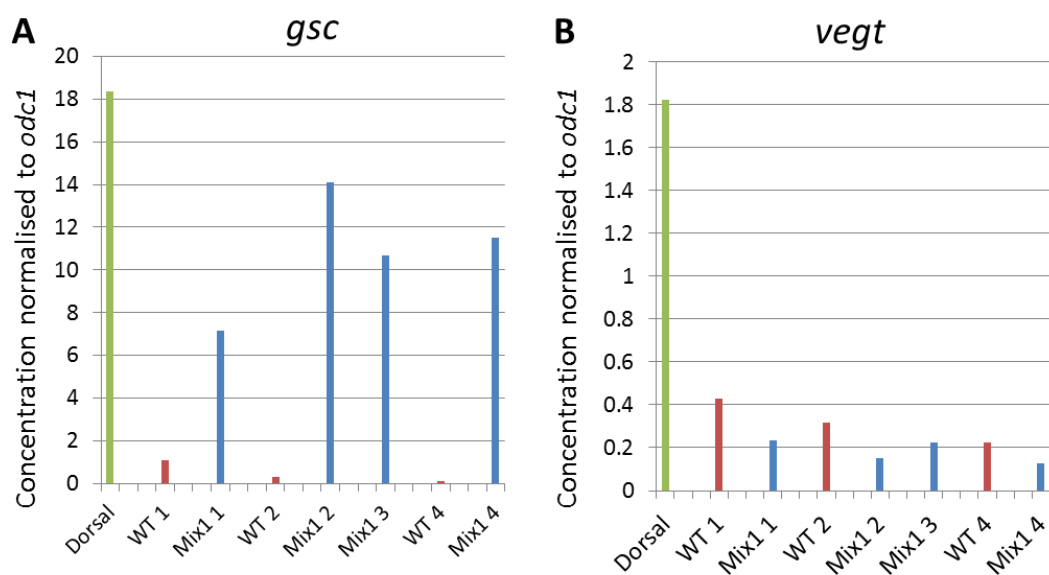 A
gsc
Concentration normalised to odc1
20
18
16
14
12
10
8
6
4
2
0
Dorsal
WT 1
Mix1 1
WT 2
Mix1 2
Mix1 3
WT 4
Mix1 4
B
vegt
Concentration normalised to odc1
2
1.8
1.6
1.4
1.2
1
0.8
0.6
0.4
0.2
0
Dorsal
WT 1
Mix1 1
WT 2
Mix1 2
Mix1 3
WT 4
Mix1 4